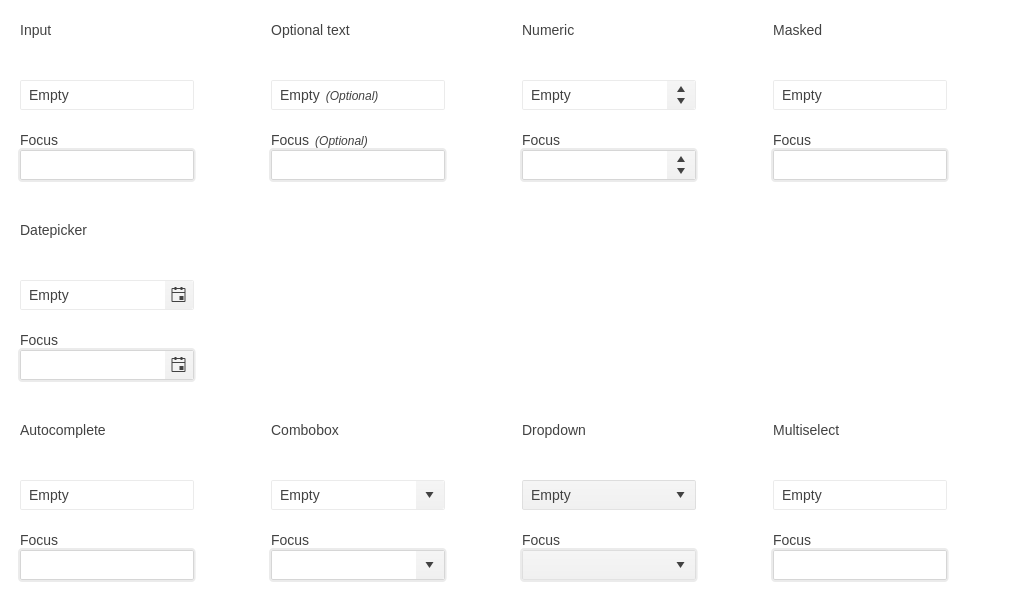 Input
Optional text
Numeric
Masked
Empty
Empty (Optional)
Empty
Empty
Focus
Focus (Optional)
Focus
Focus
Datepicker
Empty
Focus
Autocomplete
Combobox
Dropdown
Multiselect
Empty
Empty
Empty
Empty
Focus
Focus
Focus
Focus